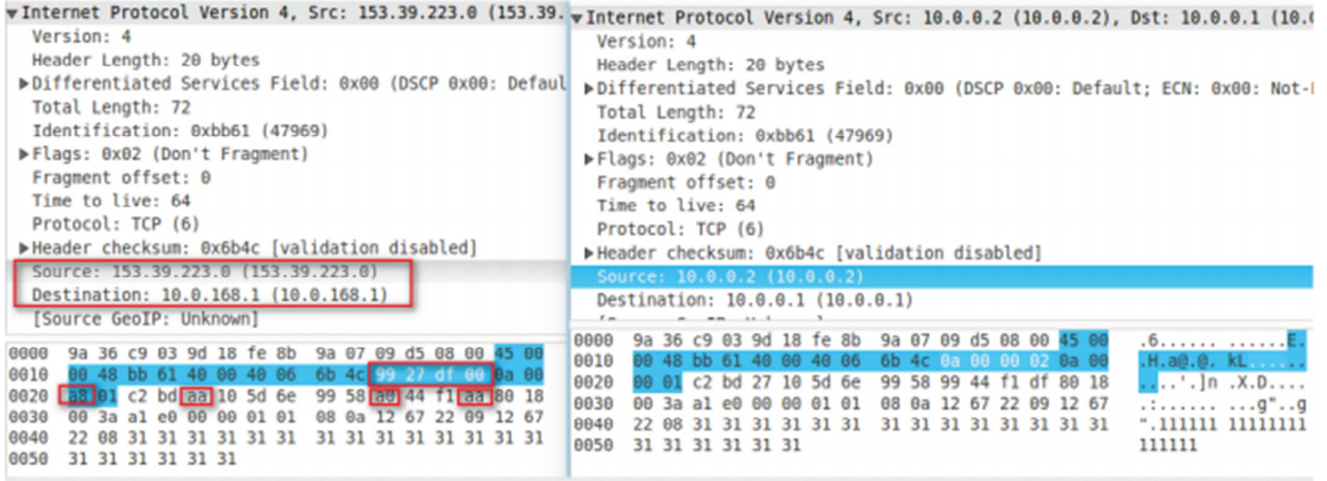 Internet Protocol Version 4, Src: 153.39.223.0 (153.39.
Version: 4
Header Length: 20 bytes
Differentiated Services Field: 0x00 (DSCP 0x00: Defaul
Total Length: 72
Identification: 0xbb61 (47969)
Flags: 0x02 (Don't Fragment)
Fragment offset: 0
Time to live: 64
Protocol: TCP (6)
Header checksum: 0x6b4c [validation disabled]
Source: 153.39.223.0 (153.39.223.0)
Destination: 10.0.168.1 (10.0.168.1)
[Source GeoIP: Unknown]
0000 9a 36 c9 03 9d 18 fe 8b 9a 07 09 d5 08 00 45 00
0010 00 48 bb 61 40 00 40 06 6b 4c 99 27 df 00 0a 00
0020 a8 01 c2 bd aa 10 5d 6e 99 58 a0 44 f1 aa 80 18
0030 00 3a a1 e0 00 00 01 01 08 0a 12 67 22 09 12 67
0040 22 08 31 31 31 31 31 31 31 31 31 31 31 31 31 31
0050 31 31 31 31 31 31
Internet Protocol Version 4, Src: 10.0.0.2 (10.0.0.2), Dst: 10.0.0.1 (10.0
Version: 4
Header Length: 20 bytes
Differentiated Services Field: 0x00 (DSCP 0x00: Default; ECN: 0x00: Not-
Total Length: 72
Identification: 0xbb61 (47969)
Flags: 0x02 (Don't Fragment)
Fragment offset: 0
Time to live: 64
Protocol: TCP (6)
Header checksum: 0x6b4c [validation disabled]
Source: 10.0.0.2 (10.0.0.2)
Destination: 10.0.0.1 (10.0.0.1)
0000 9a 36 c9 03 9d 18 fe 8b 9a 07 09 d5 08 00 45 00 .6...... ......E.
0010 00 48 bb 61 40 00 40 06 6b 4c 0a 00 00 02 0a 00 .H.a@.@. kL......
0020 00 01 c2 bd 27 10 5d 6e 99 58 99 44 f1 df 80 18 ....'.]n .X.D....
0030 00 3a a1 e0 00 00 01 01 08 0a 12 67 22 09 12 67 .:...... ...g"..g
0040 22 08 31 31 31 31 31 31 31 31 31 31 31 31 31 31 ".111111 11111111
0050 31 31 31 31 31 31 111111